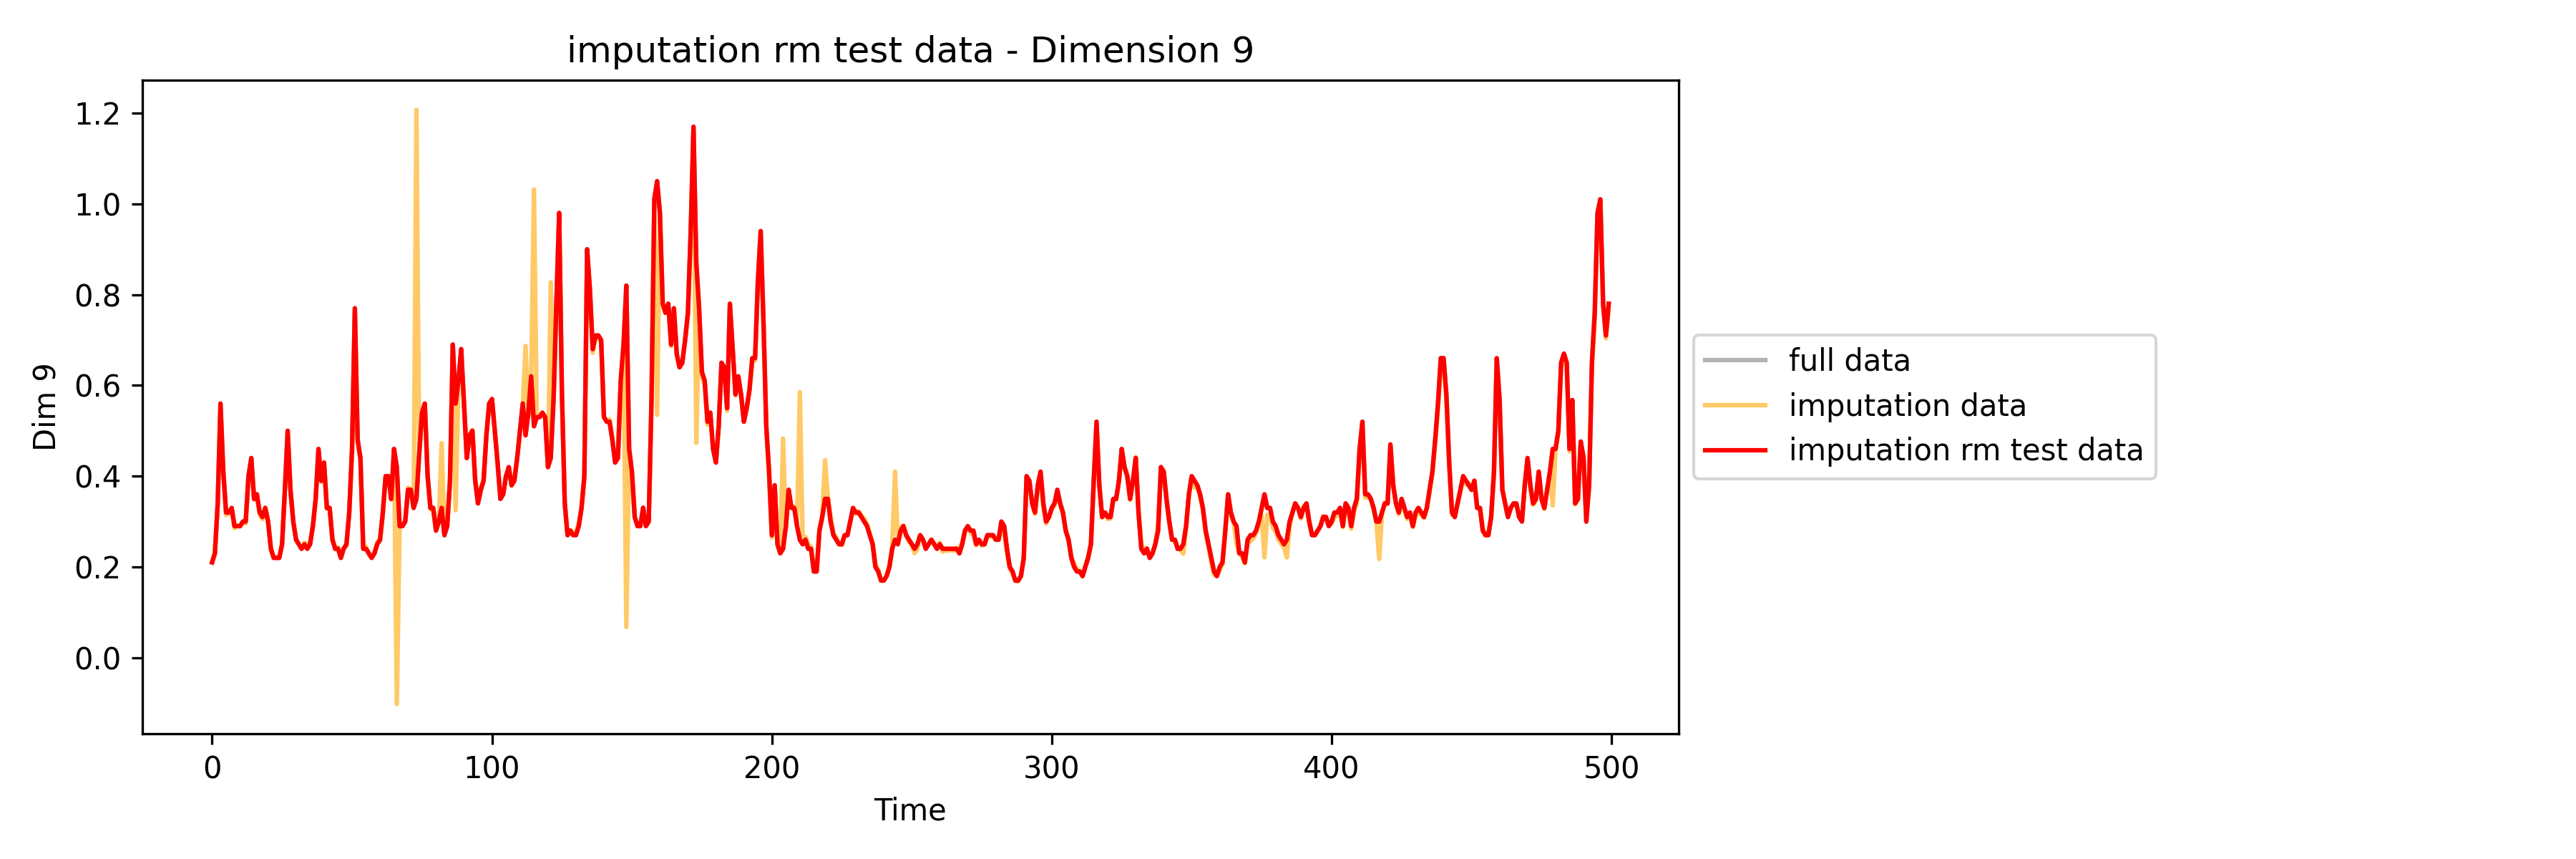 imputation rm test data - Dimension 9
1.2
1.0
0.8
0.6
0.4
0.2
0.0
Dim 9
0 100 200 300 400 500
Time
full data
imputation data
imputation rm test data